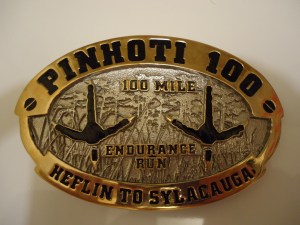 PINHOTI 100
100 MILE
ENDURANCE
RUN
HEFLIN TO SYLACAUGA